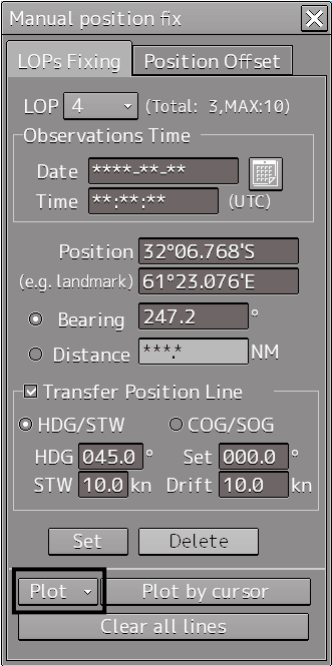 Manual position fix
LOPs Fixing Position Offset
LOP 4 (Total: 3,MAX:10)
Observations Time
Date ****-**-**
Time **:**:** (UTC)
Position 32°06.768'S
(e.g. landmark) 61°23.076'E
Bearing 247.2 °
Distance ***.* NM
Transfer Position Line
HDG/STW COG/SOG
HDG 045.0 ° Set 000.0 °
STW 10.0 kn Drift 10.0 kn
Set Delete
Plot Plot by cursor
Clear all lines